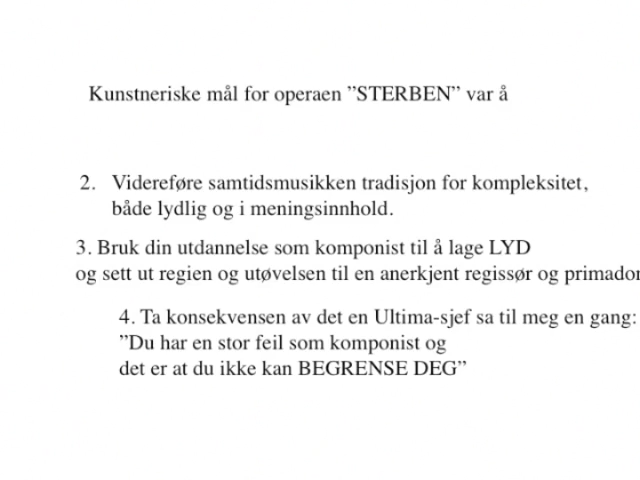 Kunstneriske mål for operaen ”STERBEN” var å
2. Videreføre samtidsmusikken tradisjon for kompleksitet,
både lydlig og i meningsinnhold.
3. Bruk din utdannelse som komponist til å lage LYD
og sett ut regien og utøvelsen til en anerkjent regissør og
4. Ta konsekvensen av det en Ultima-sjef sa til meg en gang:
”Du har en stor feil som komponist og
det er at du ikke kan BEGRENSE DEG”